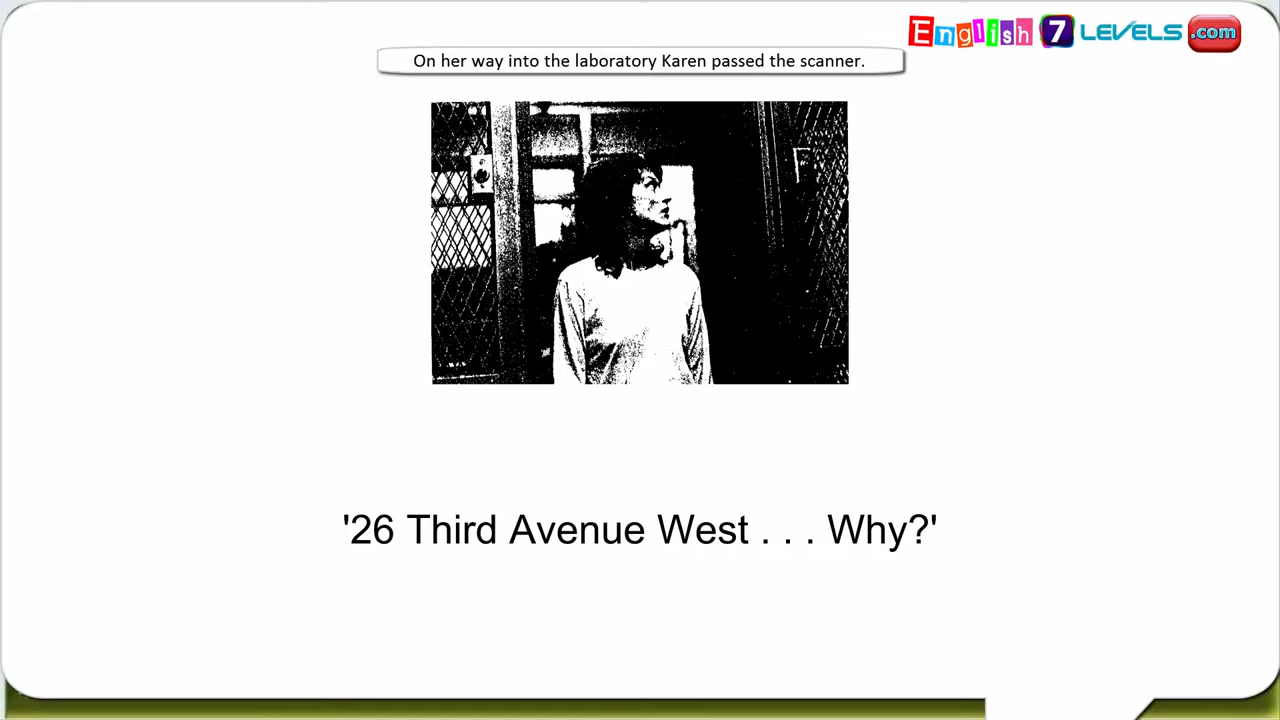 English 7 LEVELS .com
On her way into the laboratory Karen passed the scanner.
'26 Third Avenue West . . . Why?'